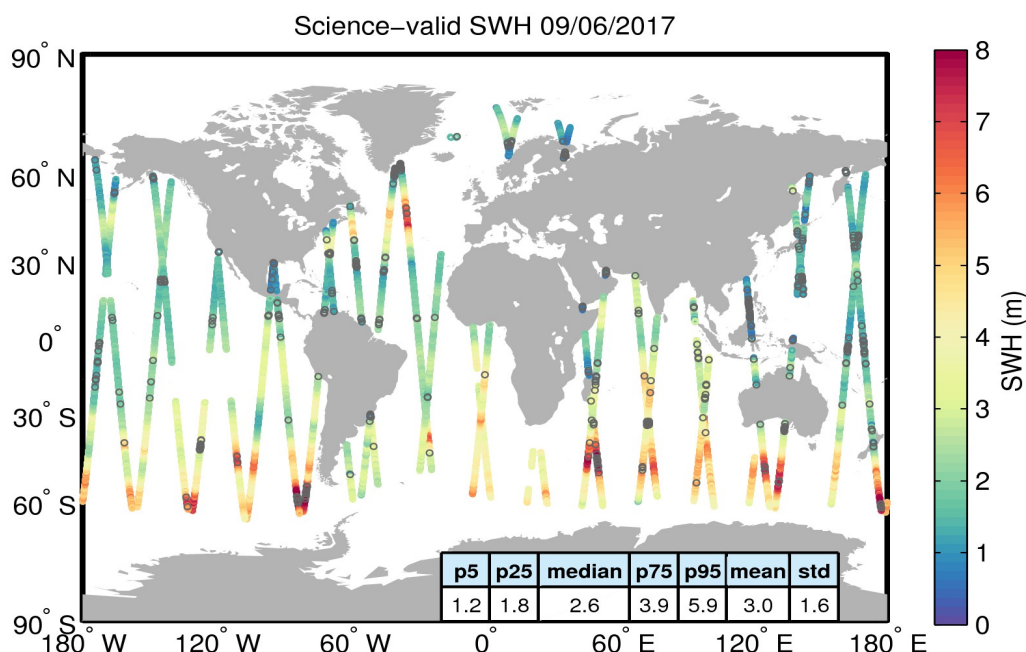 Science−valid SWH 09/06/2017
90° N
60° N
30° N
0°
30° S
60° S
90° S
180° W
120° W
60° W
0°
60° E
120° E
180° E
p5 p25 median p75 p95 mean std
1.2 1.8 2.6 3.9 5.9 3.0 1.6
8
7
6
5
4
3
2
1
0
SWH (m)